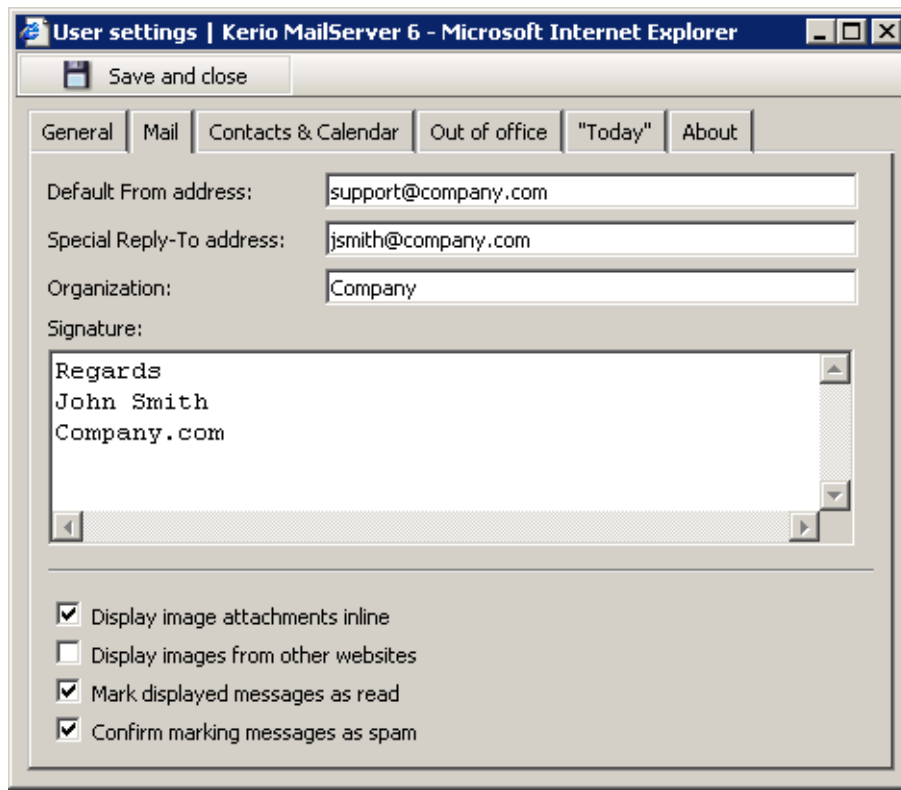 User settings | Kerio MailServer 6 - Microsoft Internet Explorer
Save and close
General Mail Contacts & Calendar Out of office "Today" About
Default From address: support@company.com
Special Reply-To address: jsmith@company.com
Organization: Company
Signature:
Regards
John Smith
Company.com
Display image attachments inline
Display images from other websites
Mark displayed messages as read
Confirm marking messages as spam